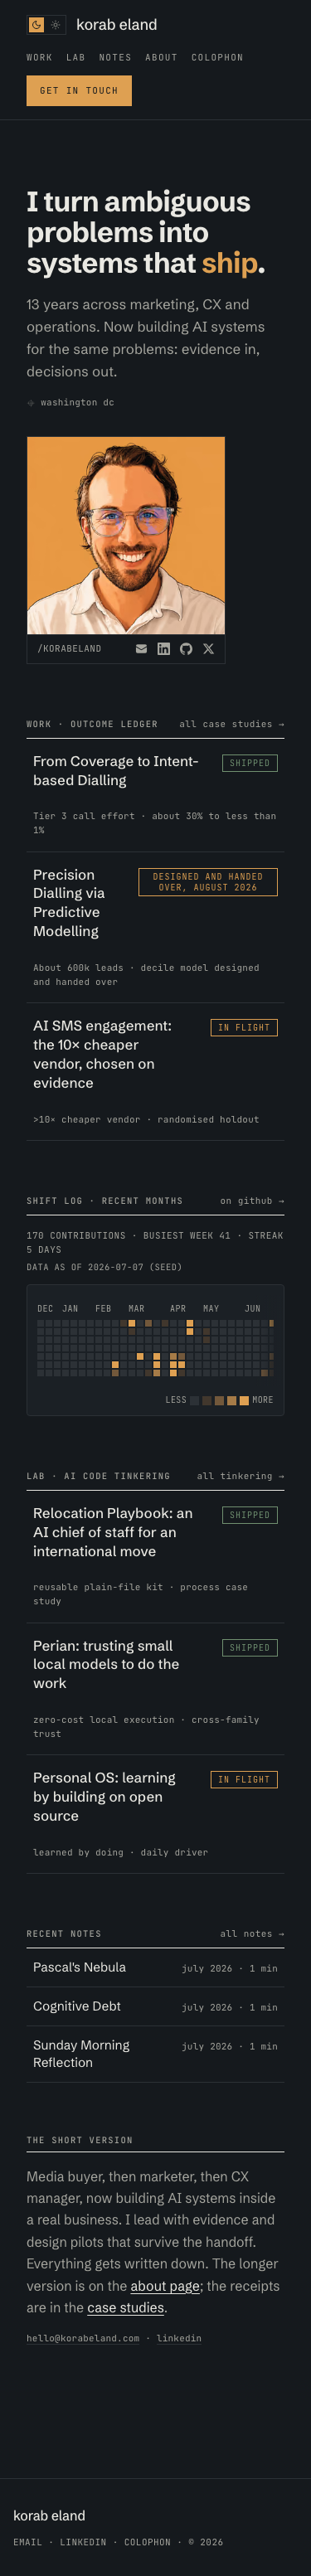 korab eland
WORK LAB NOTES ABOUT COLOPHON
GET IN TOUCH
I turn ambiguous
problems into
systems that ship.
13 years across marketing, CX and
operations. Now building AI systems
for the same problems: evidence in,
decisions out.
washington dc
/KORABELAND
WORK · OUTCOME LEDGER all case studies →
From Coverage to Intent-
based Dialling
SHIPPED
Tier 3 call effort · about 30% to less than
1%
Precision
Dialling via
Predictive
Modelling
DESIGNED AND HANDED
OVER, AUGUST 2026
About 600k leads · decile model designed
and handed over
AI SMS engagement:
the 10× cheaper
vendor, chosen on
evidence
IN FLIGHT
>10× cheaper vendor · randomised holdout
SHIFT LOG · RECENT MONTHS on github →
170 CONTRIBUTIONS · BUSIEST WEEK 41 · STREAK
5 DAYS
DATA AS OF 2026-07-07 (SEED)
DEC JAN FEB MAR APR MAY JUN
LESS MORE
LAB · AI CODE TINKERING all tinkering →
Relocation Playbook: an
AI chief of staff for an
international move
SHIPPED
reusable plain-file kit · process case
study
Perian: trusting small
local models to do the
work
SHIPPED
zero-cost local execution · cross-family
trust
Personal OS: learning
by building on open
source
IN FLIGHT
learned by doing · daily driver
RECENT NOTES all notes →
Pascal's Nebula july 2026 · 1 min
Cognitive Debt july 2026 · 1 min
Sunday Morning
Reflection
july 2026 · 1 min
THE SHORT VERSION
Media buyer, then marketer, then CX
manager, now building AI systems inside
a real business. I lead with evidence and
design pilots that survive the handoff.
Everything gets written down. The longer
version is on the about page; the receipts
are in the case studies.
hello@korabeland.com · linkedin
korab eland
EMAIL · LINKEDIN · COLOPHON · © 2026